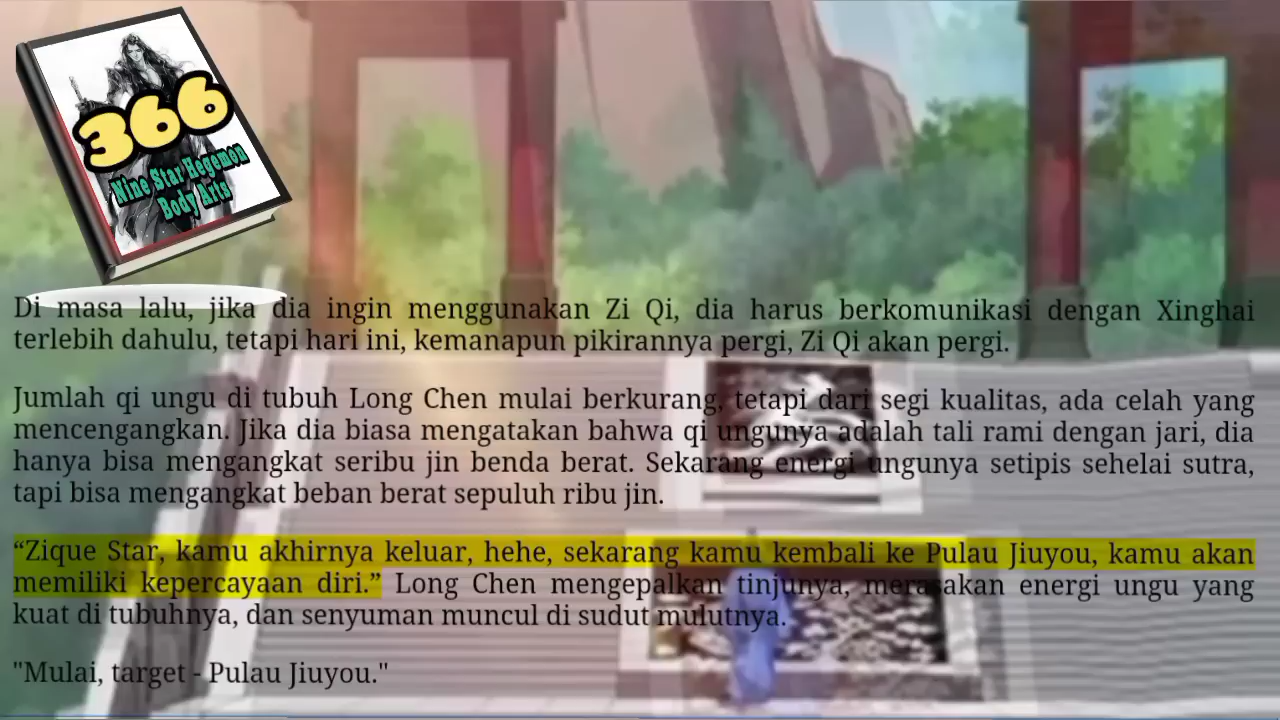 366
Nine Star Hegemon
Body Arts
Di masa lalu, jika dia ingin menggunakan Zi Qi, dia harus berkomunikasi dengan Xinghai
terlebih dahulu, tetapi hari ini, kemanapun pikirannya pergi, Zi Qi akan pergi.
Jumlah qi ungu di tubuh Long Chen mulai berkurang, tetapi dari segi kualitas, ada celah yang
mencengangkan. Jika dia biasa mengatakan bahwa qi ungunya adalah tali rami dengan jari, dia
hanya bisa mengangkat seribu jin benda berat. Sekarang energi ungunya setipis sehelai sutra,
tapi bisa mengangkat beban berat sepuluh ribu jin.
“Zique Star, kamu akhirnya keluar, hehe, sekarang kamu kembali ke Pulau Jiuyou, kamu akan
memiliki kepercayaan diri.” Long Chen mengepalkan tinjunya, merasakan energi ungu yang
kuat di tubuhnya, dan senyuman muncul di sudut mulutnya.
"Mulai, target - Pulau Jiuyou."